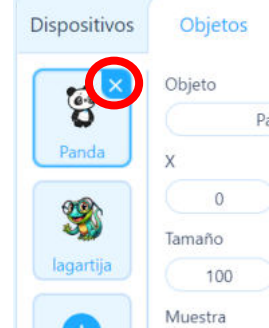 Dispositivos
Objetos
Panda
lagartija
Objeto
X
0
Tamaño
100
Muestra